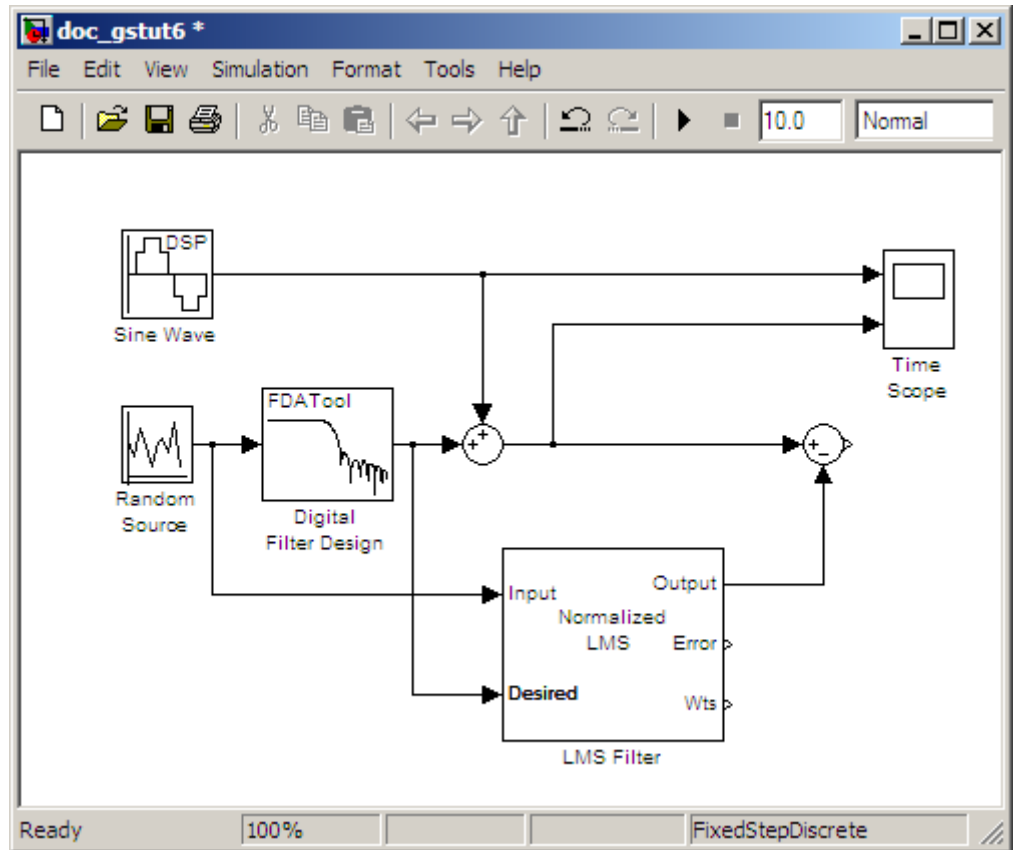 doc_gstut6 *
File Edit View Simulation Format Tools Help
10.0 Normal
DSP
Sine Wave
Time
Scope
FDATool
+
+
+
−
Random
Source
Digital
Filter Design
Input
Output
Normalized
LMS
Error
Desired
Wts
LMS Filter
Ready 100% FixedStepDiscrete